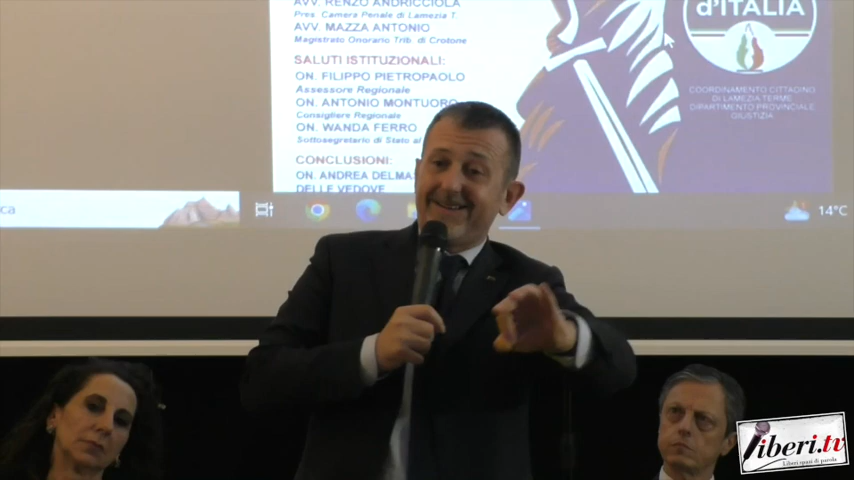 AVV. RENZO ANDRICCIOLA
Pres. Camera Penale di Lamezia T.
AVV. MAZZA ANTONIO
Magistrato Onorario Trib. di Crotone
SALUTI ISTITUZIONALI:
ON. FILIPPO PIETROPAOLO
Assessore Regionale
ON. ANTONIO MONTUORO
Consigliere Regionale
ON. WANDA FERRO
Sottosegretario di Stato al
CONCLUSIONI:
ON. ANDREA DELMAS
DELLE VEDOVE
d'ITALIA
COORDINAMENTO CITTADINO
DI LAMEZIA TERME
DIPARTIMENTO PROVINCIALE
GIUSTIZIA
ca
14°C
liberi.tv
Liberi spazi di parola